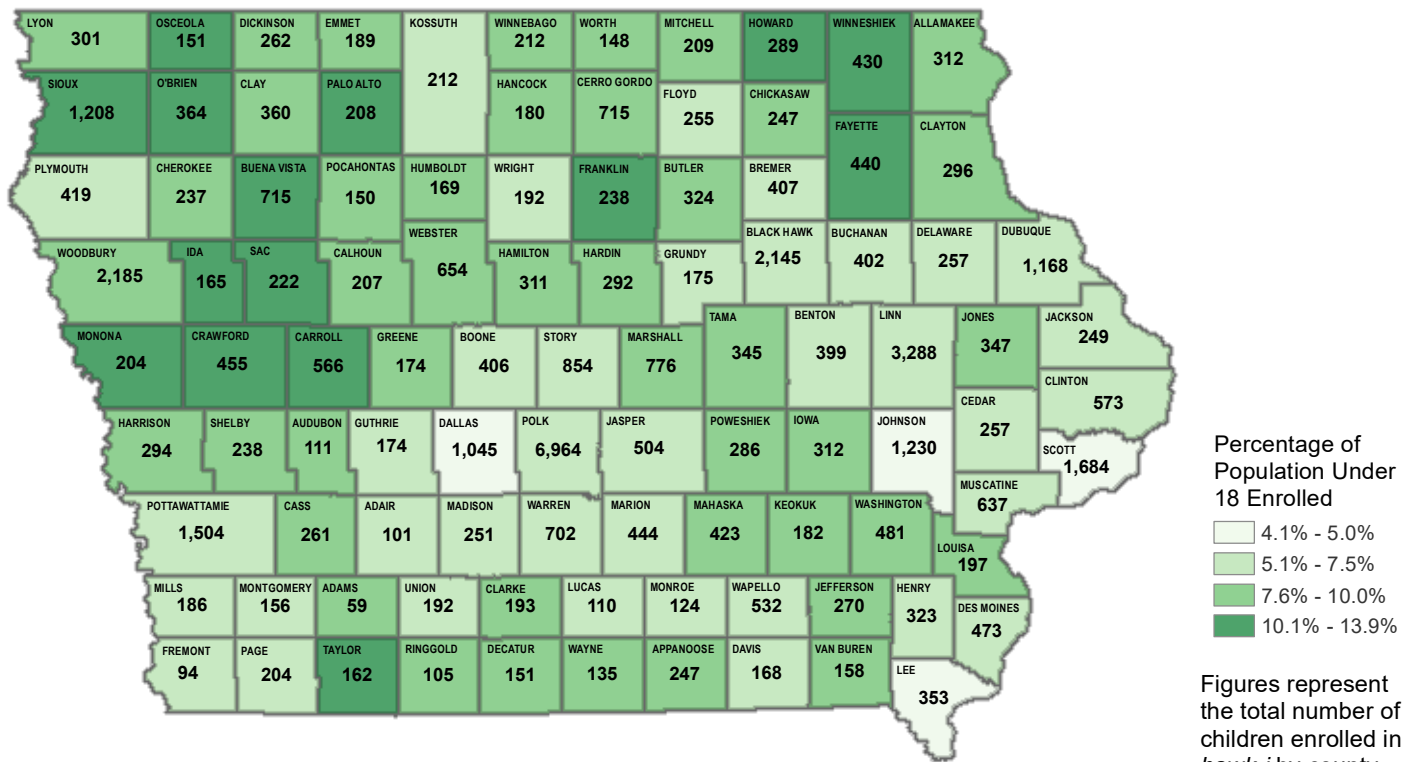 LYON
301
OSCEOLA
151
DICKINSON
262
EMMET
189
KOSSUTH
212
WINNEBAGO
212
WORTH
148
MITCHELL
209
HOWARD
289
WINNESHIEK
430
ALLAMAKEE
312
SIOUX
1,208
O'BRIEN
364
CLAY
360
PALO ALTO
208
HANCOCK
180
CERRO GORDO
715
FLOYD
255
CHICKASAW
247
FAYETTE
440
CLAYTON
296
PLYMOUTH
419
CHEROKEE
237
BUENA VISTA
715
POCAHONTAS
150
HUMBOLDT
169
WRIGHT
192
FRANKLIN
238
BUTLER
324
BREMER
407
WOODBURY
2,185
IDA
165
SAC
222
CALHOUN
207
WEBSTER
654
HAMILTON
311
HARDIN
292
GRUNDY
175
BLACK HAWK
2,145
BUCHANAN
402
DELAWARE
257
DUBUQUE
1,168
MONONA
204
CRAWFORD
455
CARROLL
566
GREENE
174
BOONE
406
STORY
854
MARSHALL
776
TAMA
345
BENTON
399
LINN
3,288
JONES
347
JACKSON
249
CLINTON
573
HARRISON
294
SHELBY
238
AUDUBON
111
GUTHRIE
174
DALLAS
1,045
POLK
6,964
JASPER
504
POWESHIEK
286
IOWA
312
JOHNSON
1,230
CEDAR
257
SCOTT
1,684
POTTAWATTAMIE
1,504
CASS
261
ADAIR
101
MADISON
251
WARREN
702
MARION
444
MAHASKA
423
KEOKUK
182
WASHINGTON
481
MUSCATINE
637
LOUISA
197
MILLS
186
MONTGOMERY
156
ADAMS
59
UNION
192
CLARKE
193
LUCAS
110
MONROE
124
WAPELLO
532
JEFFERSON
270
HENRY
323
DES MOINES
473
FREMONT
94
PAGE
204
TAYLOR
162
RINGGOLD
105
DECATUR
151
WAYNE
135
APPANOOSE
247
DAVIS
168
VAN BUREN
158
LEE
353
Percentage of
Population Under
18 Enrolled
4.1% - 5.0%
5.1% - 7.5%
7.6% - 10.0%
10.1% - 13.9%
Figures represent
the total number of
children enrolled in
hawk-i by county